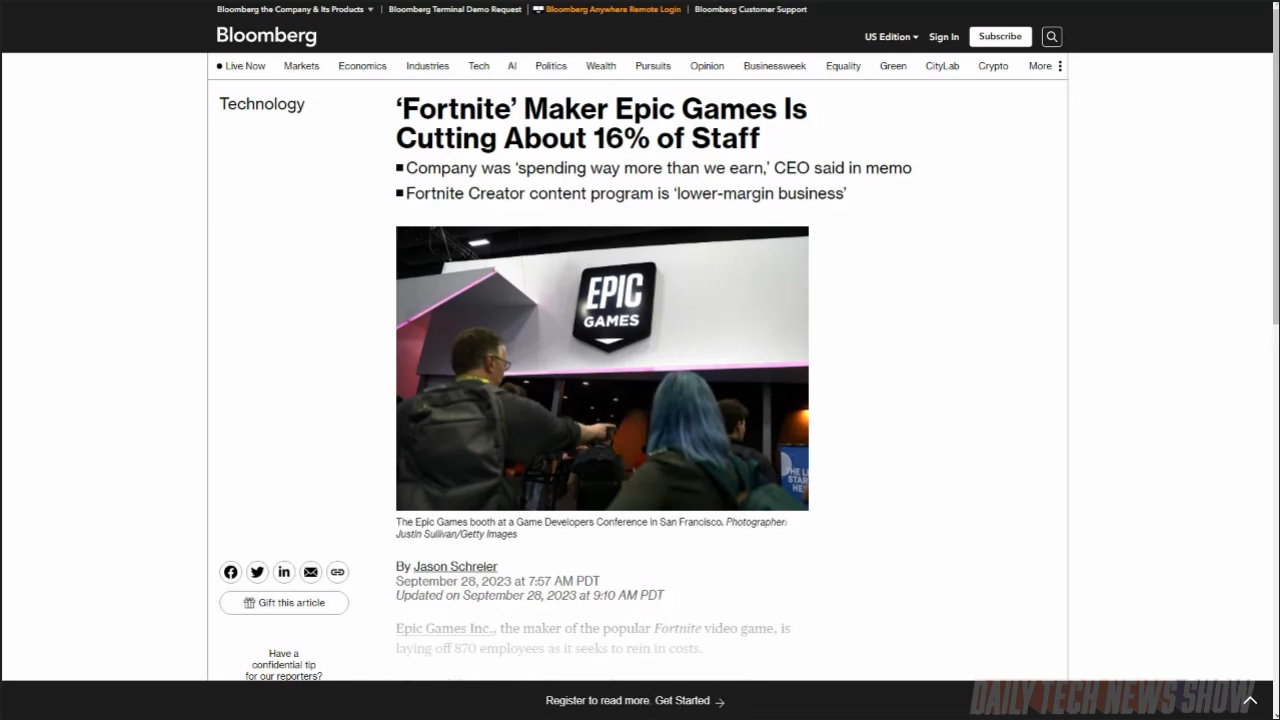 Bloomberg the Company & Its Products
Bloomberg Terminal Demo Request
Bloomberg Anywhere Remote Login
Bloomberg Customer Support
Bloomberg
US Edition
Sign In
Subscribe
Live Now
Markets
Economics
Industries
Tech
AI
Politics
Wealth
Pursuits
Opinion
Businessweek
Equality
Green
CityLab
Crypto
More
Technology
‘Fortnite’ Maker Epic Games Is
Cutting About 16% of Staff
Company was ‘spending way more than we earn,’ CEO said in memo
Fortnite Creator content program is ‘lower-margin business’
EPIC
GAMES
The Epic Games booth at a Game Developers Conference in San Francisco. Photographer:
Justin Sullivan/Getty Images
By Jason Schreier
September 28, 2023 at 7:57 AM PDT
Updated on September 28, 2023 at 9:10 AM PDT
Gift this article
Epic Games Inc., the maker of the popular Fortnite video game, is
laying off 870 employees as it seeks to rein in costs.
Have a
confidential tip
for our reporters?
Register to read more. Get Started
DAILY TECH NEWS SHOW